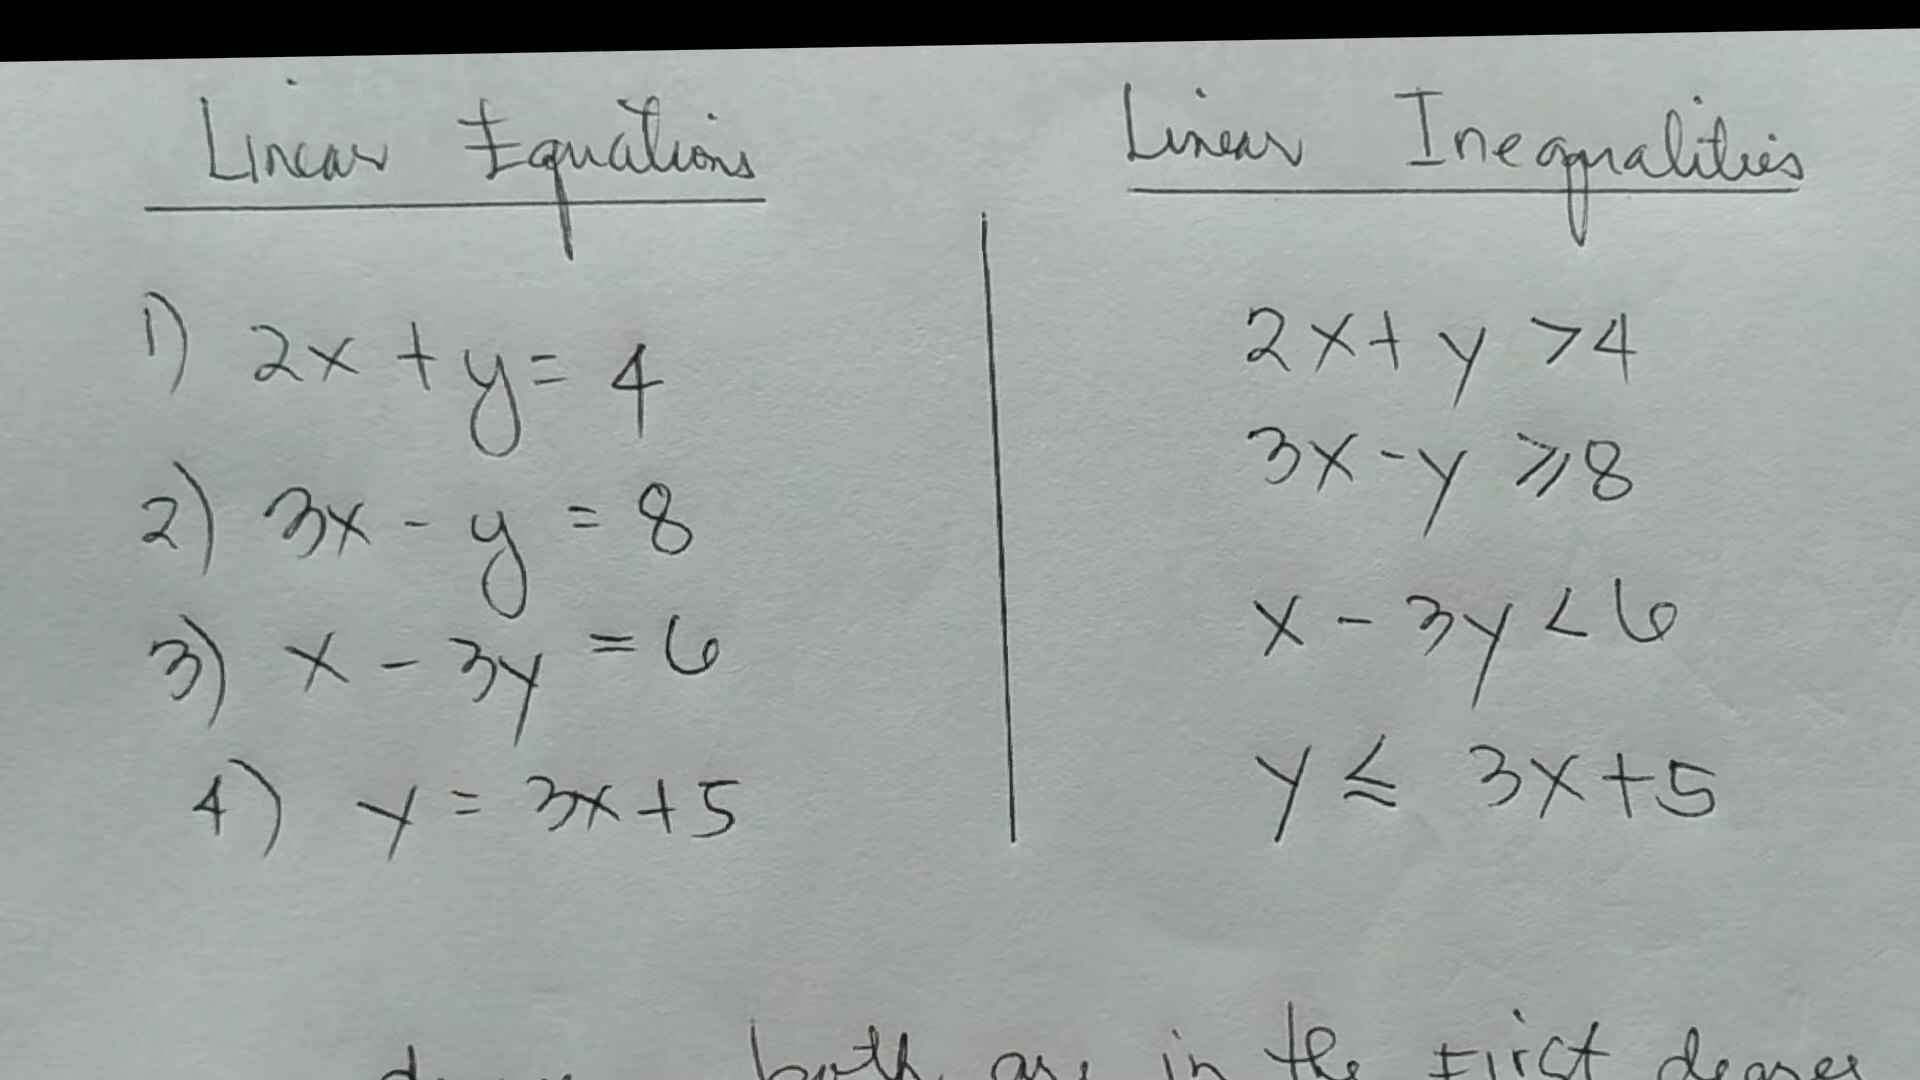 Linear Equations
1) 2x + y = 4
2) 3x - y = 8
3) x - 3y = 6
4) y = 3x + 5
Linear Inequalities
2x + y > 4
3x - y ⩾ 8
x - 3y < 6
y ≤ 3x + 5
both are in the first degree